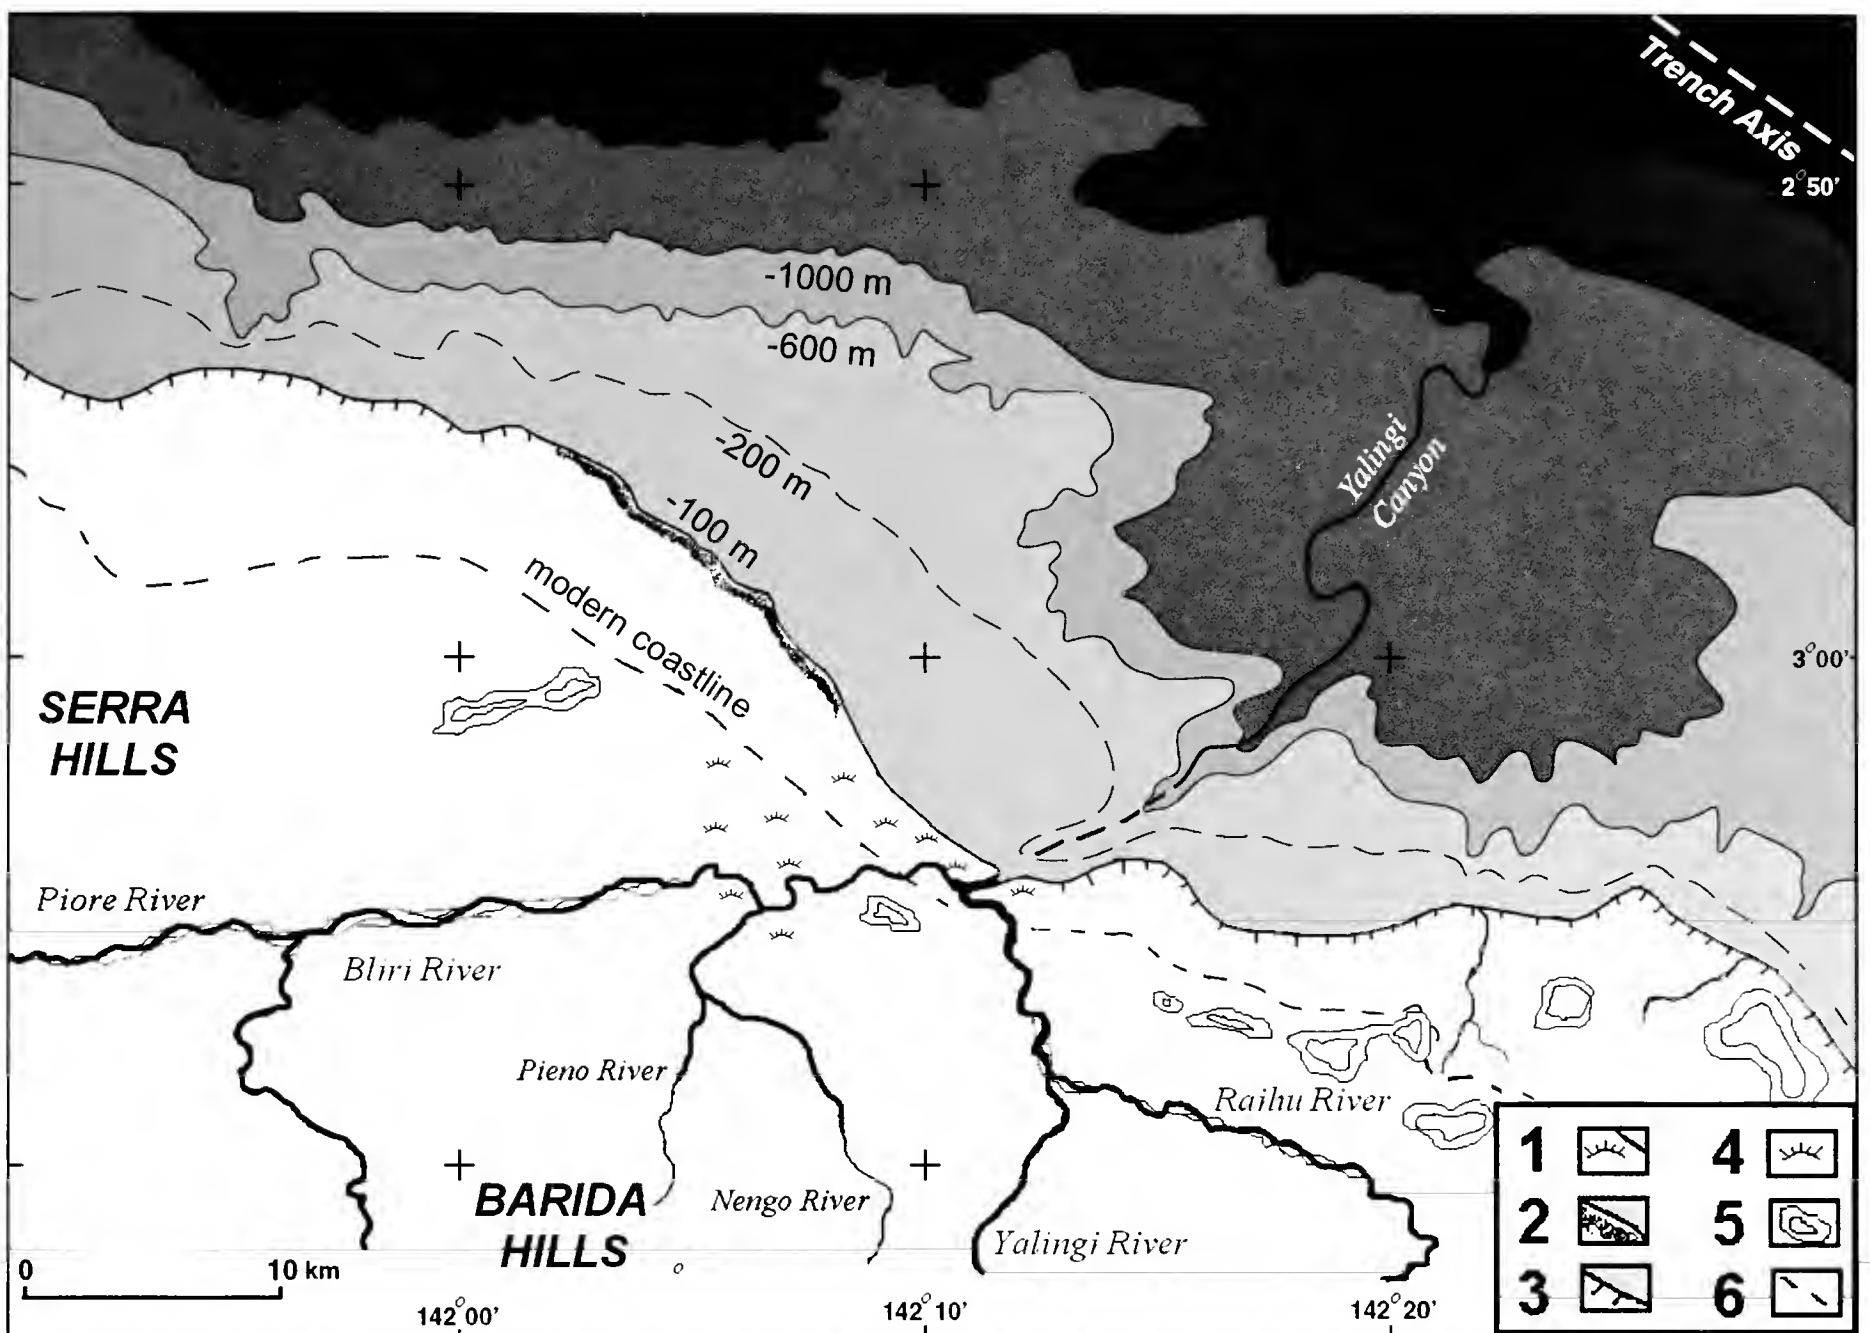 Trench Axis
2°50'
-1000 m
-600 m
Yalingi
Canyon
-200 m
-100 m
modern coastline
3°00'
SERRA
HILLS
Piore River
Bliri River
Pieno River
Raihu River
BARIDA
HILLS
Nengo River
Yalingi River
1 4
2 5
3 6
0 10 km
142°00' 142°10' 142°20'